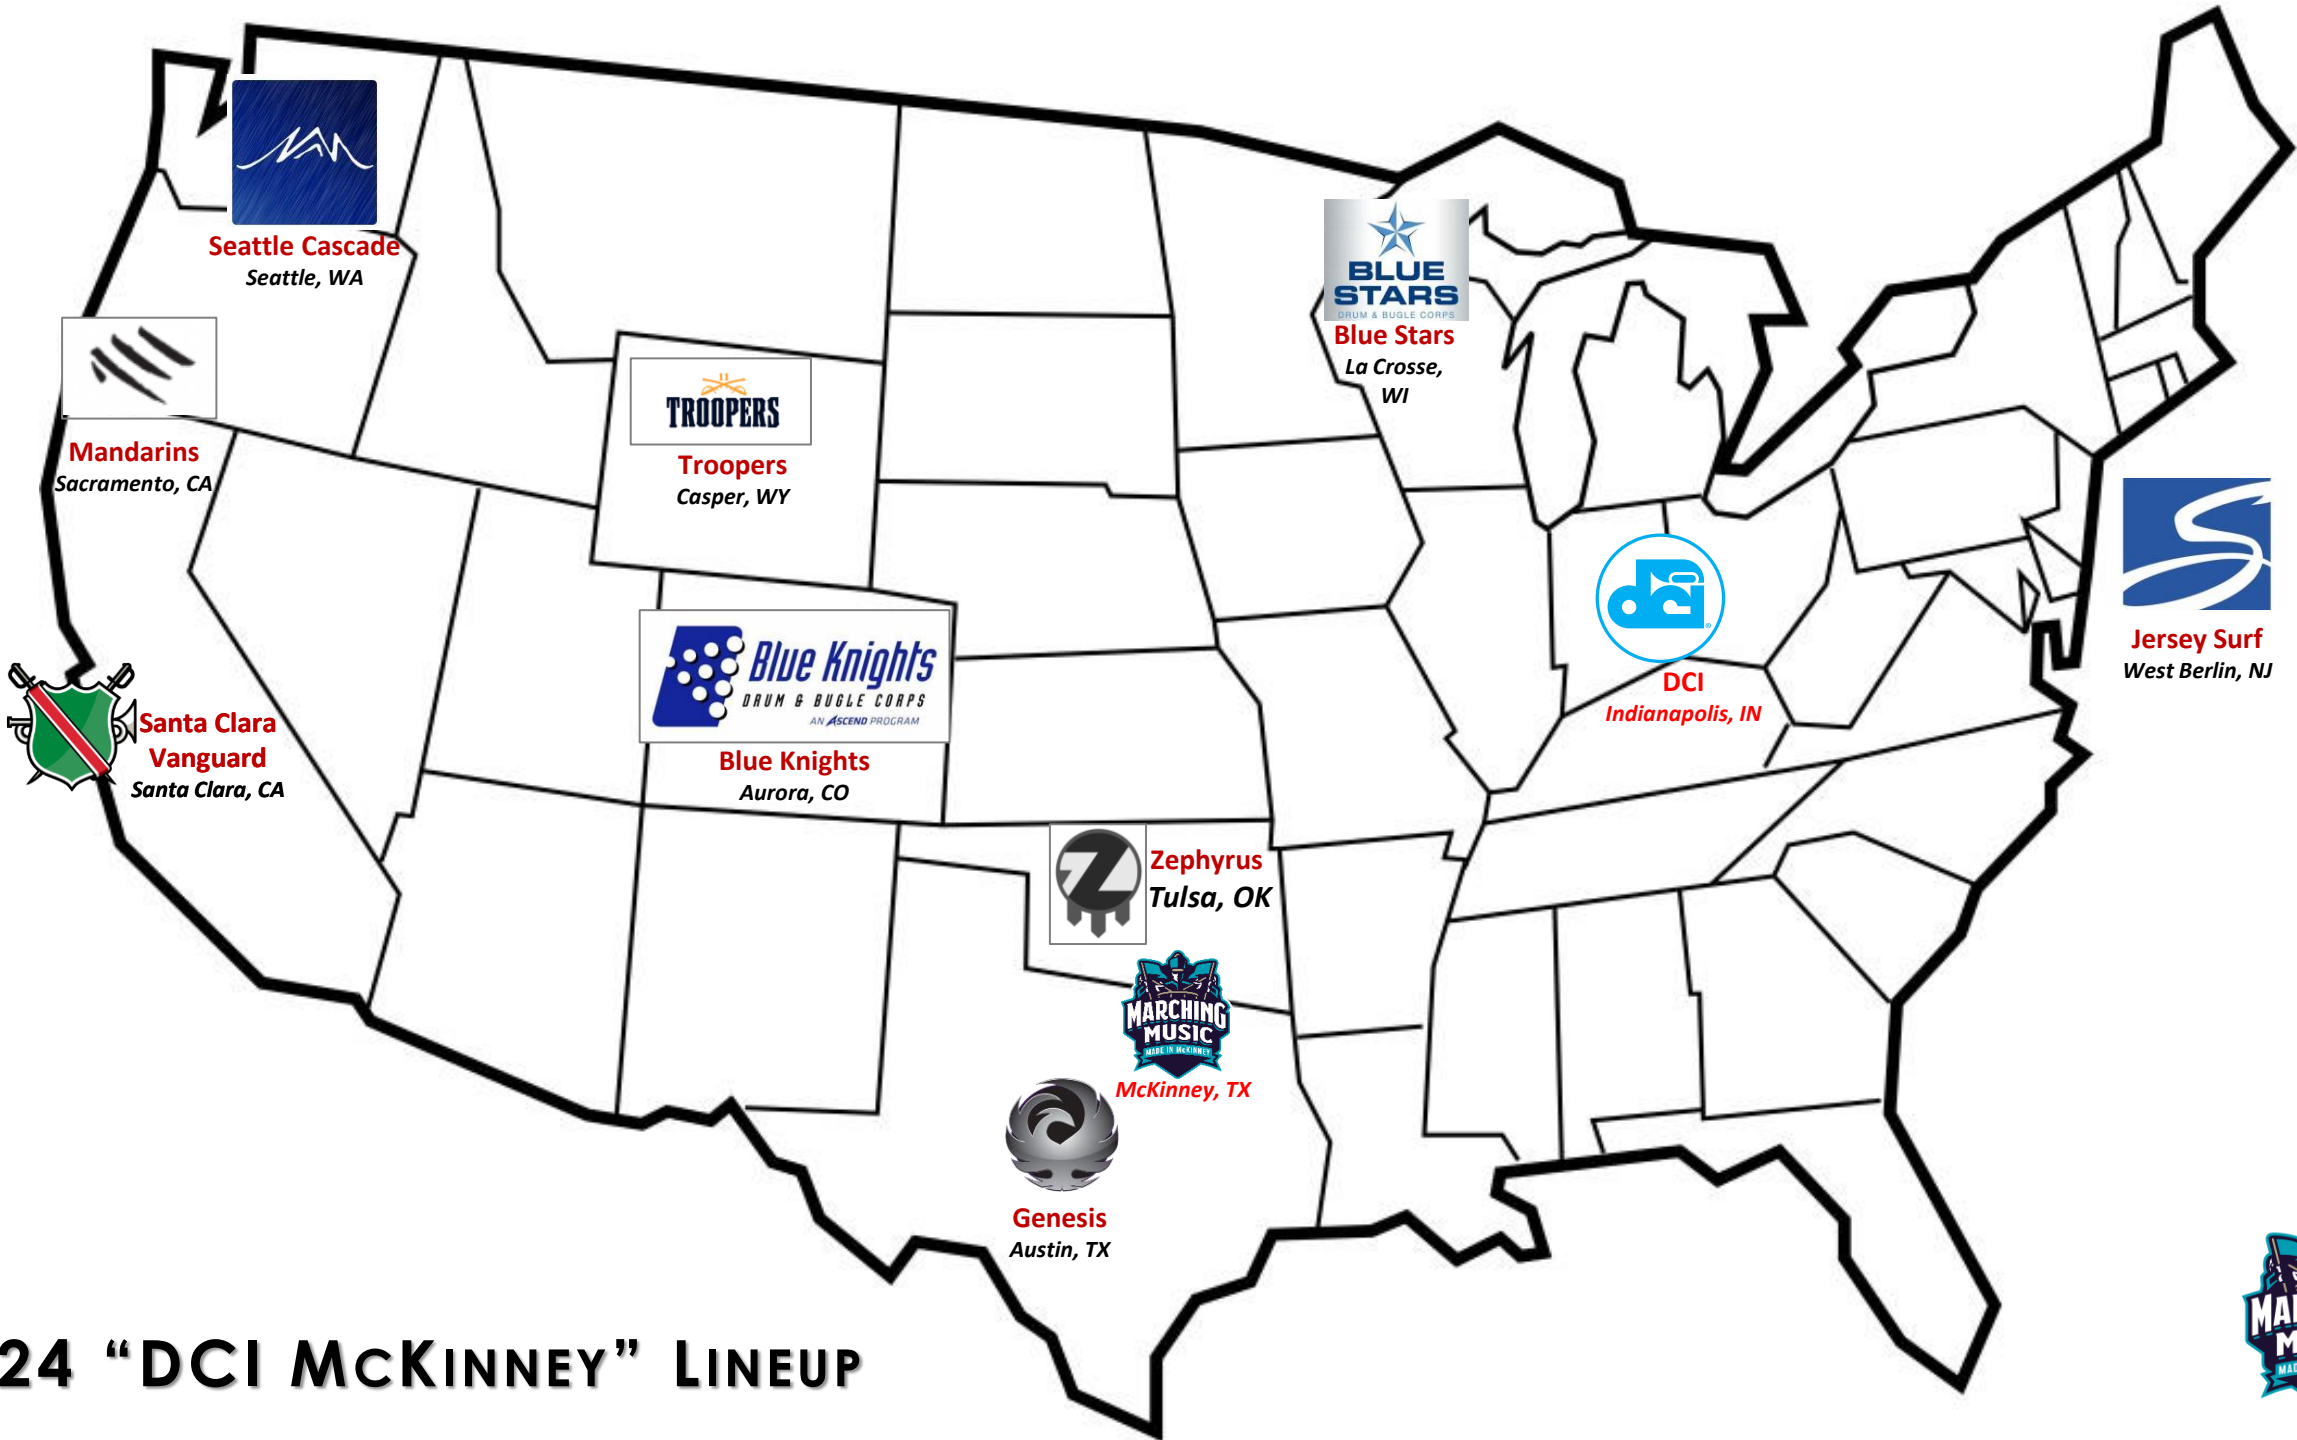 Seattle Cascade
Seattle, WA
BLUE
STARS
DRUM & BUGLE CORPS
Blue Stars
La Crosse,
WI
TROOPERS
Troopers
Casper, WY
Mandarins
Sacramento, CA
dci
DCI
Indianapolis, IN
Jersey Surf
West Berlin, NJ
Blue Knights
DRUM & BUGLE CORPS
AN ASCEND PROGRAM
Blue Knights
Aurora, CO
Santa Clara
Vanguard
Santa Clara, CA
Z
Zephyrus
Tulsa, OK
MARCHING
MUSIC
MADE IN McKINNEY
McKinney, TX
Genesis
Austin, TX
24 “DCI McKinney” Lineup